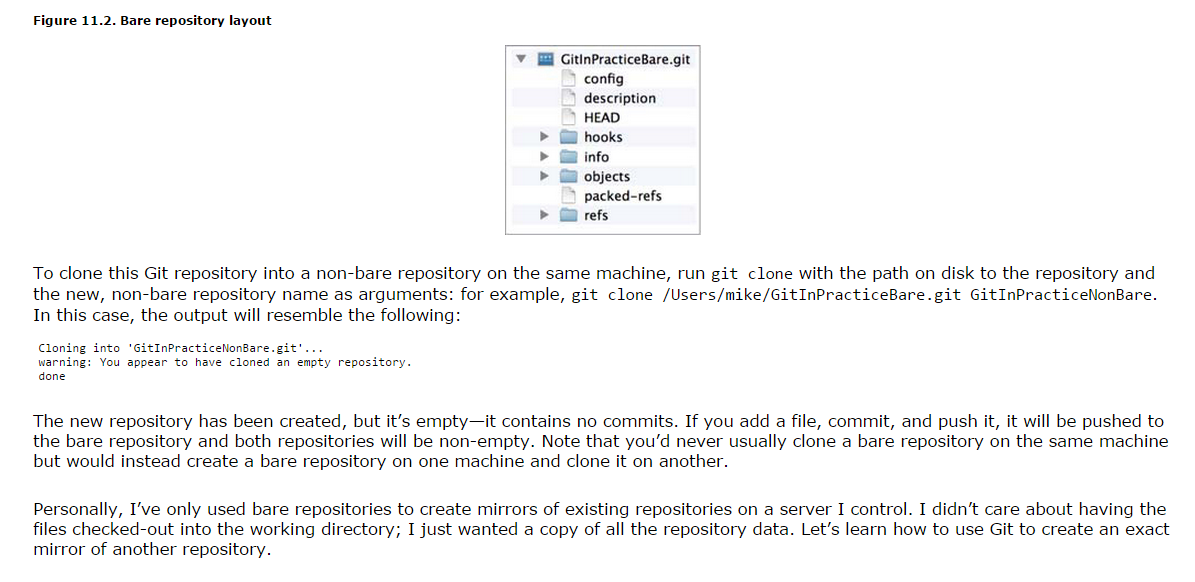 Figure 11.2. Bare repository layout
GitInPracticeBare.git
config
description
HEAD
hooks
info
objects
packed-refs
refs
To clone this Git repository into a non-bare repository on the same machine, run git clone with the path on disk to the repository and
the new, non-bare repository name as arguments: for example, git clone /Users/mike/GitInPracticeBare.git GitInPracticeNonBare.
In this case, the output will resemble the following:
Cloning into 'GitInPracticeNonBare.git'...
warning: You appear to have cloned an empty repository.
done
The new repository has been created, but it’s empty—it contains no commits. If you add a file, commit, and push it, it will be pushed to
the bare repository and both repositories will be non-empty. Note that you’d never usually clone a bare repository on the same machine
but would instead create a bare repository on one machine and clone it on another.
Personally, I’ve only used bare repositories to create mirrors of existing repositories on a server I control. I didn’t care about having the
files checked-out into the working directory; I just wanted a copy of all the repository data. Let’s learn how to use Git to create an exact
mirror of another repository.